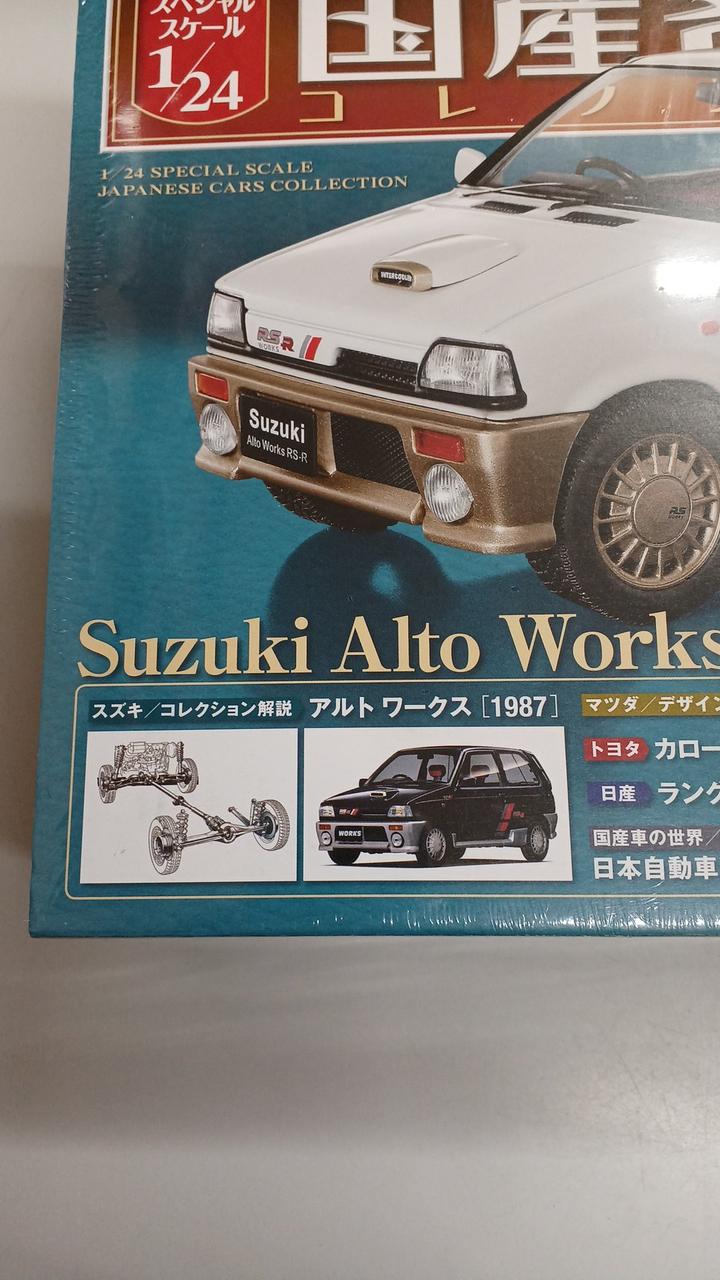 スペシャル
スケール
1/24
国産
コレ
1/24 SPECIAL SCALE
JAPANESE CARS COLLECTION
INTERCOOLER
RS-R
WORKS
Suzuki
Alto Works RS-R
RS
WORKS
Suzuki Alto Works
スズキ/コレクション解説 アルト ワークス [1987]
マツダ/デザイン
トヨタ カロー
日産 ラング
国産車の世界/
日本自動車
WORKS